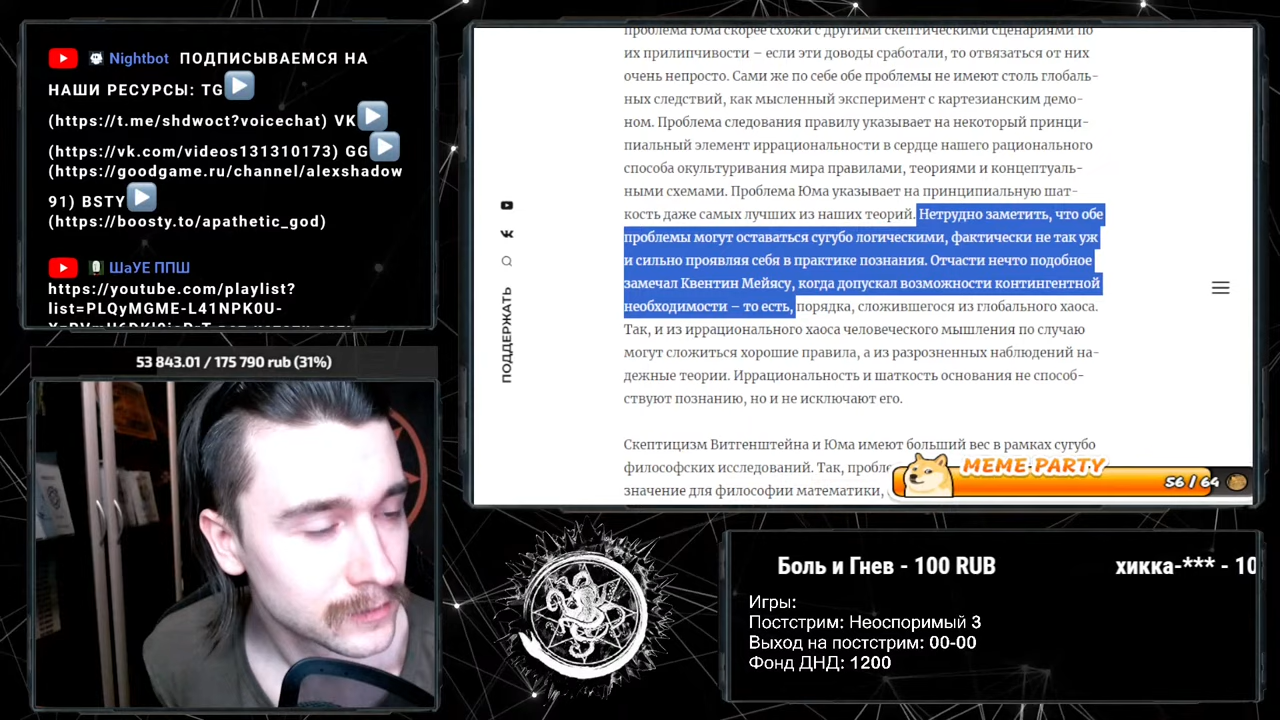 Nightbot ПОДПИСЫВАЕМСЯ НА
НАШИ РЕСУРСЫ: TG
(https://t.me/shdwoct?voicechat) VK
(https://vk.com/videos131310173) GG
(https://goodgame.ru/channel/alexshadow
91) BSTY
(https://boosty.to/apathetic_god)
ШаУЕ ППШ
https://youtube.com/playlist?
list=PLQyMGME-L41NPK0U-
53 843.01 / 175 790 rub (31%)
ПОДДЕРЖАТЬ
проблема Юма скорее схожи с другими скептическими сценариями по
их прилипчивости – если эти доводы сработали, то отвязаться от них
очень непросто. Сами же по себе обе проблемы не имеют столь глобаль-
ных следствий, как мысленный эксперимент с картезианским демо-
ном. Проблема следования правилу указывает на некоторый принци-
пиальный элемент иррациональности в сердце нашего рационального
способа окультуривания мира правилами, теориями и концептуаль-
ными схемами. Проблема Юма указывает на принципиальную шат-
кость даже самых лучших из наших теорий. Нетрудно заметить, что обе
проблемы могут оставаться сугубо логическими, фактически не так уж
и сильно проявляя себя в практике познания. Отчасти нечто подобное
замечал Квентин Мейясу, когда допускал возможности контингентной
необходимости – то есть, порядка, сложившегося из глобального хаоса.
Так, и из иррационального хаоса человеческого мышления по случаю
могут сложиться хорошие правила, а из разрозненных наблюдений на-
дежные теории. Иррациональность и шаткость основания не способ-
ствуют познанию, но и не исключают его.
Скептицизм Витгенштейна и Юма имеют больший вес в рамках сугубо
философских исследований. Так,
значение для философии математики,
MEME PARTY
56 / 64
Боль и Гнев - 100 RUB
хикка-*** - 10
Игры:
Постстрим: Неоспоримый 3
Выход на постстрим: 00-00
Фонд ДНД: 1200